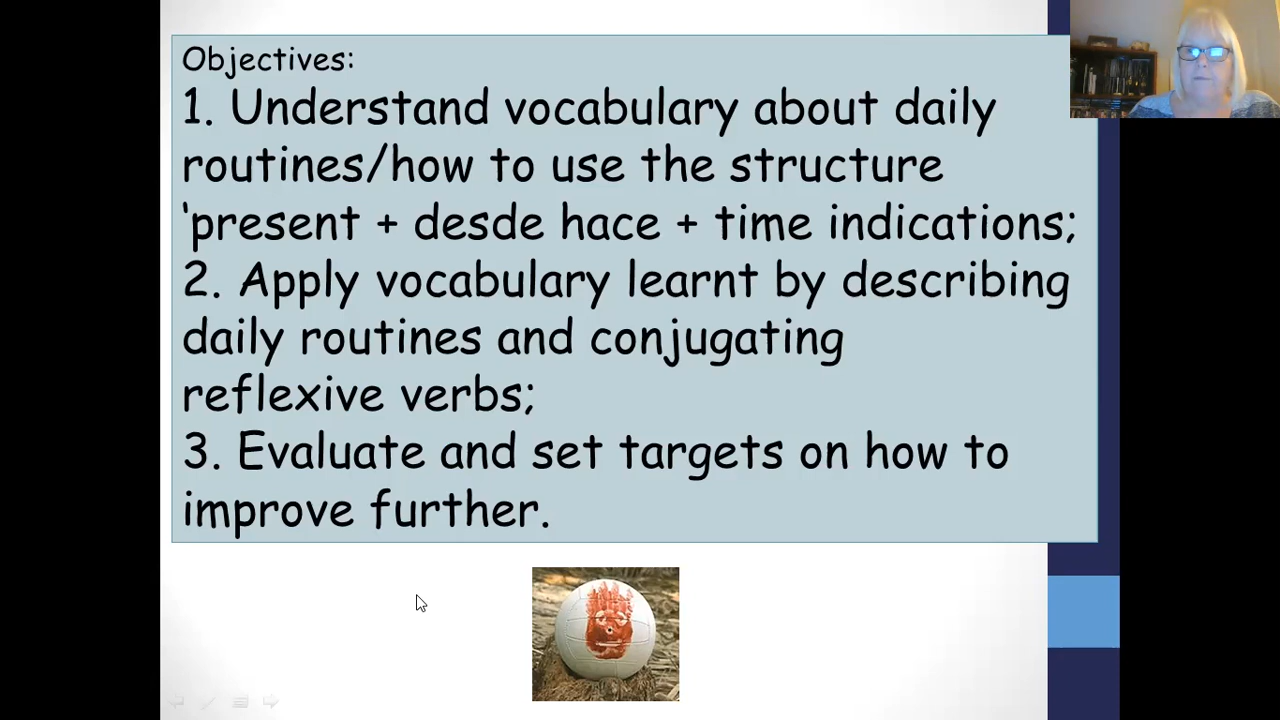 Objectives:
1. Understand vocabulary about daily
routines/how to use the structure
‘present + desde hace + time indications;
2. Apply vocabulary learnt by describing
daily routines and conjugating
reflexive verbs;
3. Evaluate and set targets on how to
improve further.